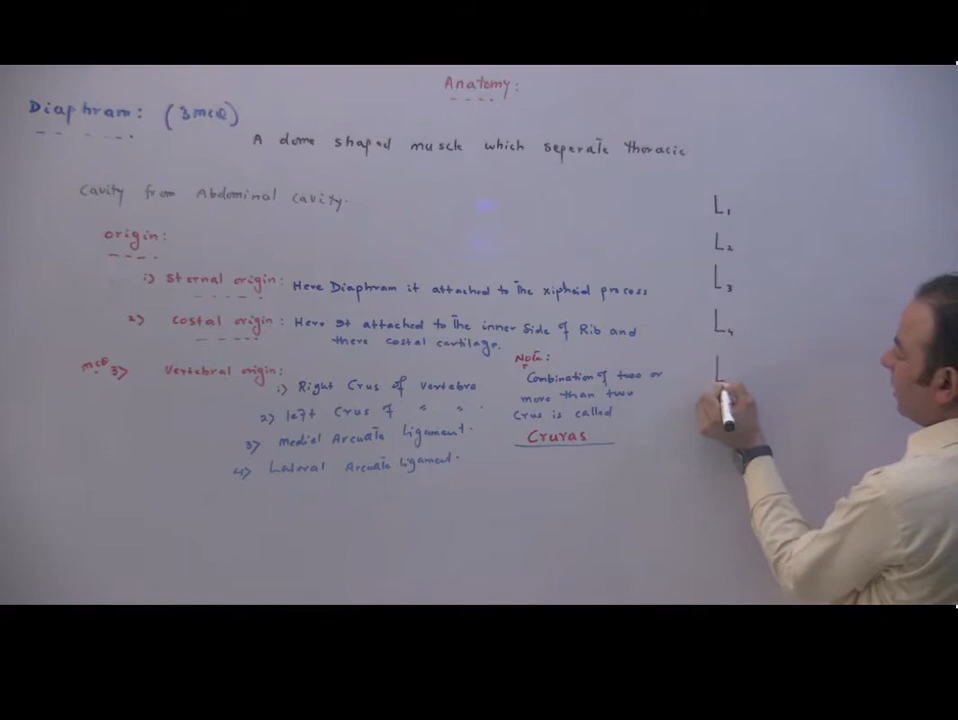 Anatomy:
Diaphram: (3mcQ)
A dome shaped muscle which seperate thoracic
Cavity from Abdominal cavity.
origin:
1) Sternal origin: Here Diaphram it attached to The xiphoid process
2) costal origin: Here It attached to The inner Side of Rib and
there costal cartilage.
mcQ 3) Vertebral origin:
1) Right Crus of vertebra
2) left Crus of " "
3) medial Arcuate ligament.
4) Lateral Arcuate ligament.
Note:
Combination of two or
more than two
Crus is called
Cruras
L1
L2
L3
L4
L